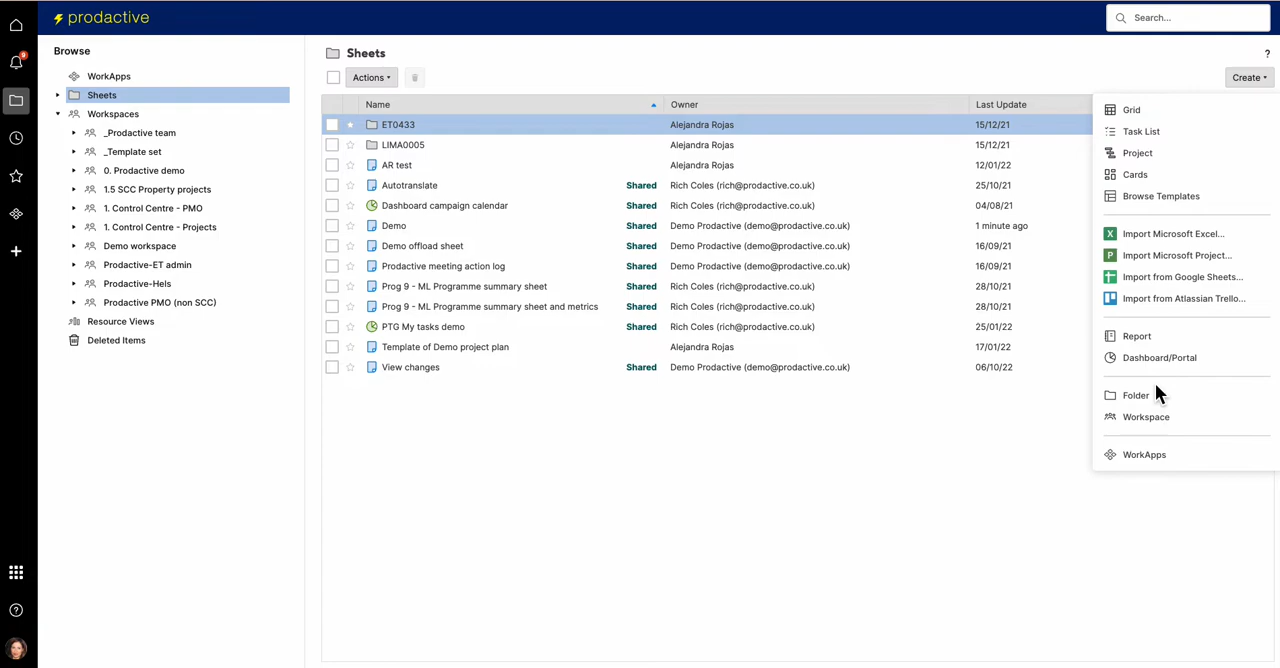 prodactive
Search...
9
Browse
WorkApps
Sheets
Workspaces
_Prodactive team
_Template set
0. Prodactive demo
1.5 SCC Property projects
1. Control Centre - PMO
1. Control Centre - Projects
Demo workspace
Prodactive-ET admin
Prodactive-Hels
Prodactive PMO (non SCC)
Resource Views
Deleted Items
Sheets
?
Actions
Create
Name Owner Last Update
ET0433 Alejandra Rojas 15/12/21
LIMA0005 Alejandra Rojas 15/12/21
AR test Alejandra Rojas 12/01/22
Autotranslate Shared Rich Coles (rich@prodactive.co.uk) 25/10/21
Dashboard campaign calendar Shared Rich Coles (rich@prodactive.co.uk) 04/08/21
Demo Shared Demo Prodactive (demo@prodactive.co.uk) 1 minute ago
Demo offload sheet Shared Demo Prodactive (demo@prodactive.co.uk) 16/09/21
Prodactive meeting action log Shared Demo Prodactive (demo@prodactive.co.uk) 16/09/21
Prog 9 - ML Programme summary sheet Shared Rich Coles (rich@prodactive.co.uk) 28/10/21
Prog 9 - ML Programme summary sheet and metrics Shared Rich Coles (rich@prodactive.co.uk) 28/10/21
PTG My tasks demo Shared Rich Coles (rich@prodactive.co.uk) 25/01/22
Template of Demo project plan Alejandra Rojas 17/01/22
View changes Shared Demo Prodactive (demo@prodactive.co.uk) 06/10/22
Grid
Task List
Project
Cards
Browse Templates
Import Microsoft Excel...
Import Microsoft Project...
Import from Google Sheets...
Import from Atlassian Trello...
Report
Dashboard/Portal
Folder
Workspace
WorkApps